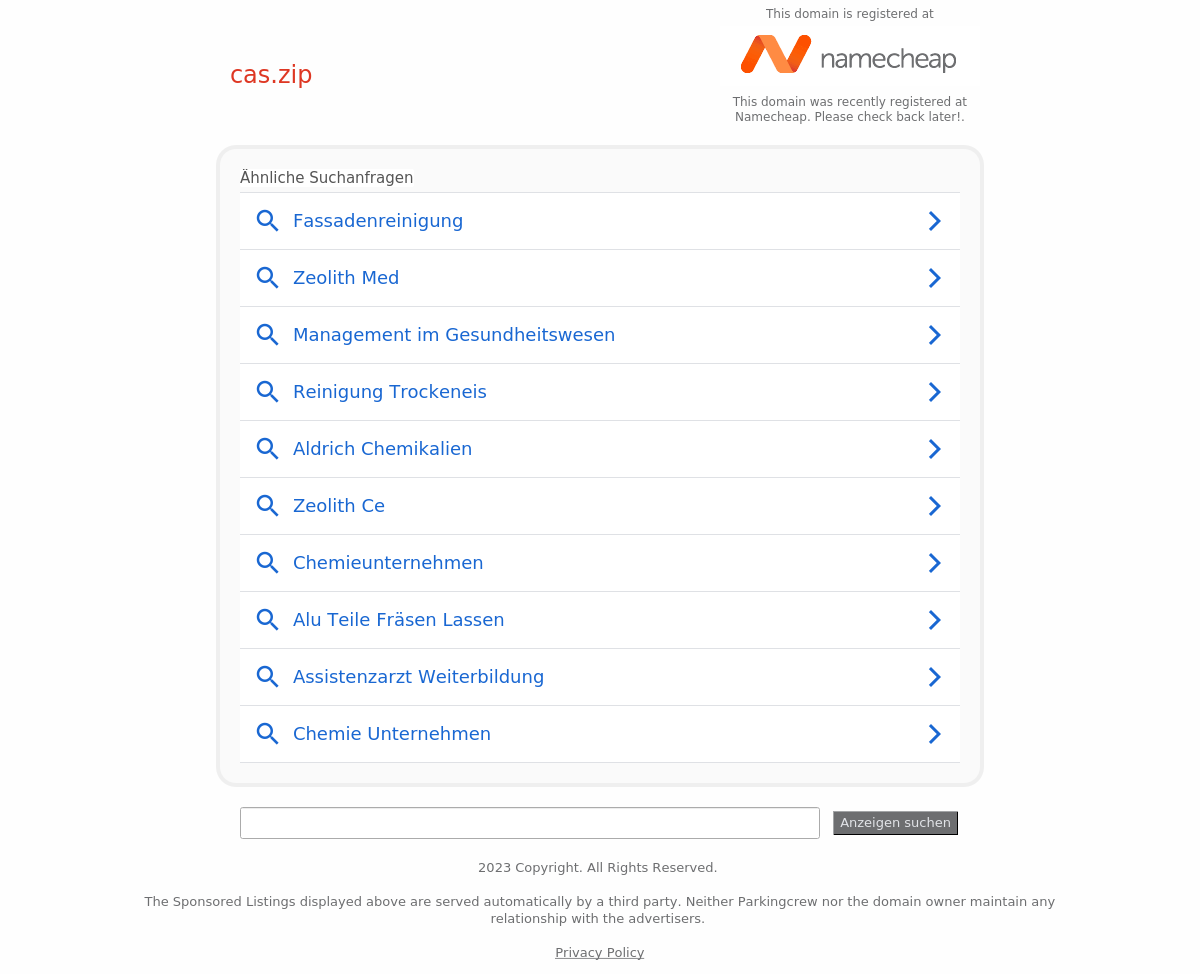 This domain is registered at
namecheap
cas.zip
This domain was recently registered at
Namecheap. Please check back later!.
Ähnliche Suchanfragen
Fassadenreinigung
Zeolith Med
Management im Gesundheitswesen
Reinigung Trockeneis
Aldrich Chemikalien
Zeolith Ce
Chemieunternehmen
Alu Teile Fräsen Lassen
Assistenzarzt Weiterbildung
Chemie Unternehmen
Anzeigen suchen
2023 Copyright. All Rights Reserved.
The Sponsored Listings displayed above are served automatically by a third party. Neither Parkingcrew nor the domain owner maintain any
relationship with the advertisers.
Privacy Policy